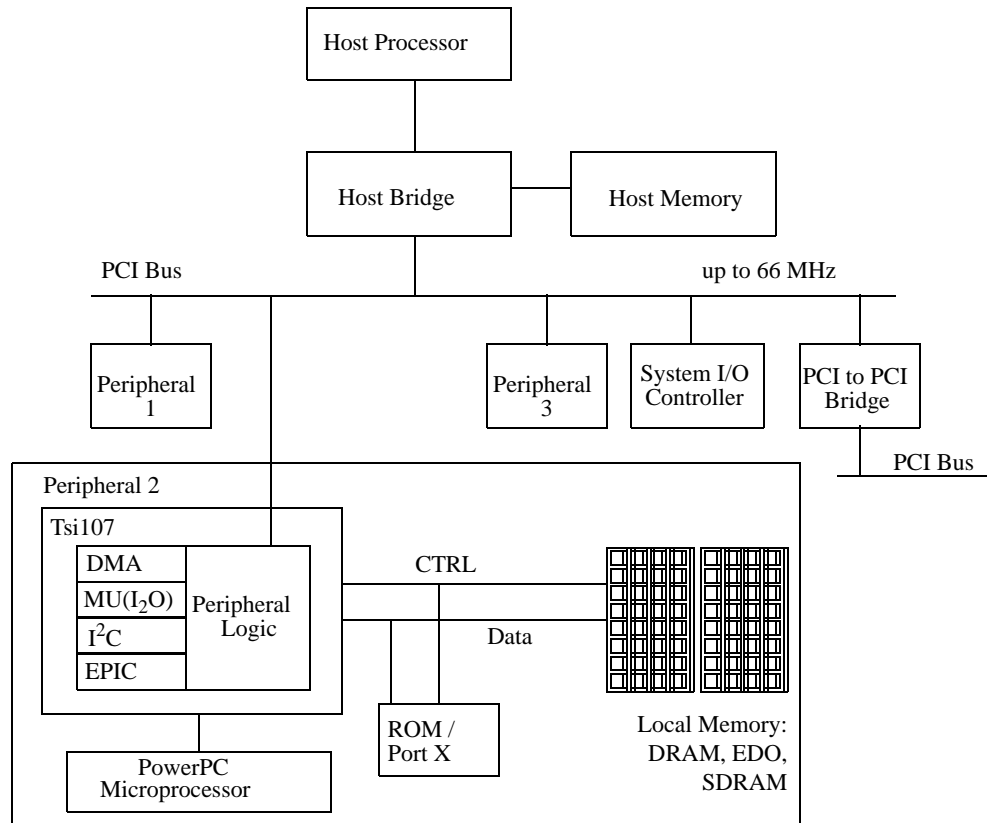 Host Processor
Host Bridge
Host Memory
PCI Bus
up to 66 MHz
Peripheral
1
Peripheral
3
System I/O
Controller
PCI to PCI
Bridge
PCI Bus
Peripheral 2
Tsi107
DMA
MU(I₂O)
I²C
EPIC
Peripheral
Logic
CTRL
Data
ROM /
Port X
Local Memory:
DRAM, EDO,
SDRAM
PowerPC
Microprocessor